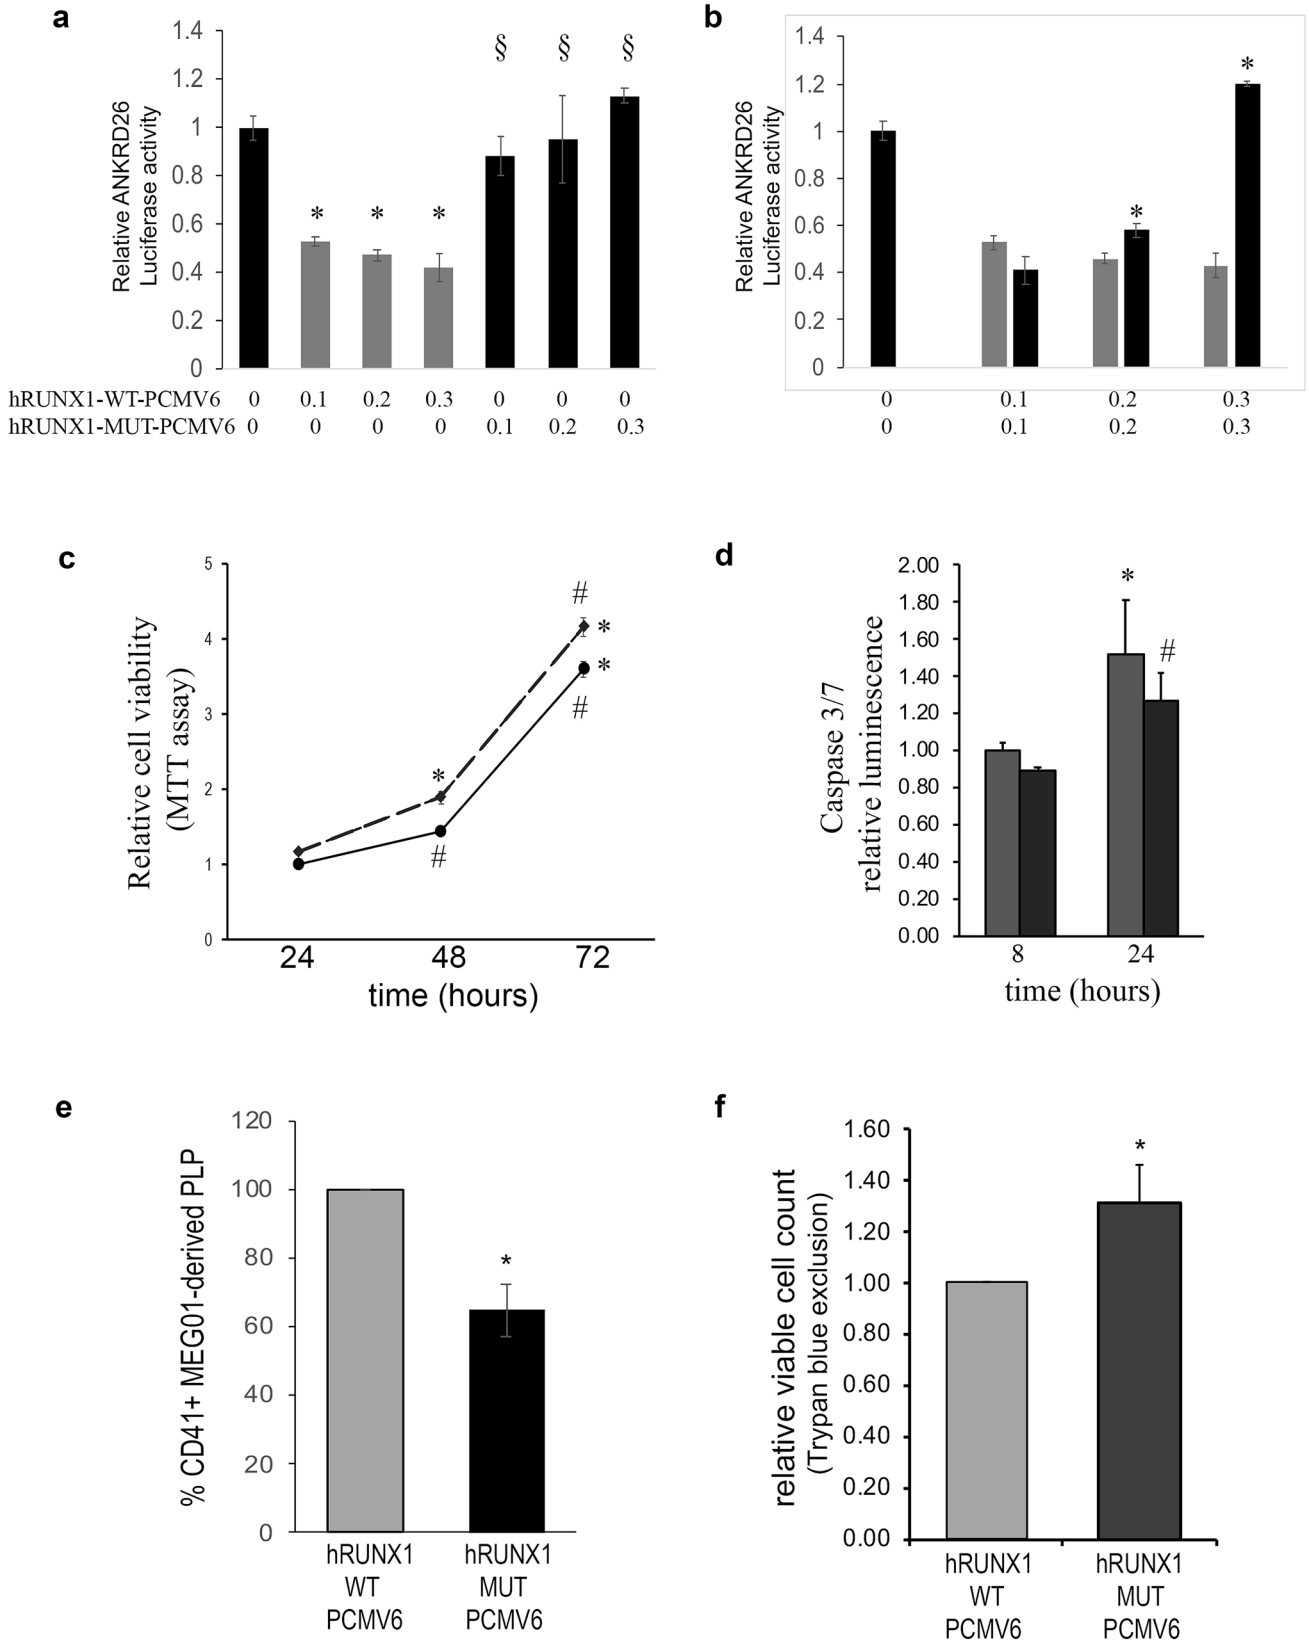 a
1.4
1.2
1
0.8
0.6
0.4
0.2
0
Relative ANKRD26
Luciferase activity
* * * § § §
hRUNX1-WT-PCMV6 0 0.1 0.2 0.3 0 0 0
hRUNX1-MUT-PCMV6 0 0 0 0 0.1 0.2 0.3
b
1.4
1.2
1
0.8
0.6
0.4
0.2
0
Relative ANKRD26
Luciferase activity
* *
0 0.1 0.2 0.3
0 0.1 0.2 0.3
c
5
4
3
2
1
0
Relative cell viability
(MTT assay)
#
*
*
#
*
#
24 48 72
time (hours)
d
2.00
1.80
1.60
1.40
1.20
1.00
0.80
0.60
0.40
0.20
0.00
Caspase 3/7
relative luminescence
*
#
8 24
time (hours)
e
120
100
80
60
40
20
0
% CD41+ MEG01-derived PLP
*
hRUNX1 hRUNX1
WT MUT
PCMV6 PCMV6
f
1.60
1.40
1.20
1.00
0.80
0.60
0.40
0.20
0.00
relative viable cell count
(Trypan blue exclusion)
*
hRUNX1 hRUNX1
WT MUT
PCMV6 PCMV6